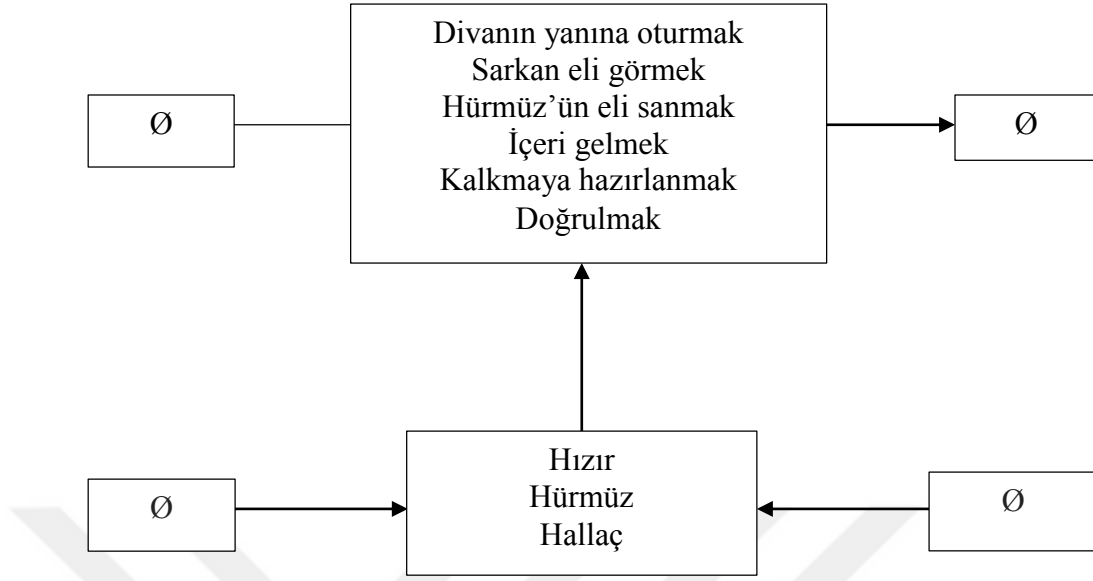 Divanın yanına oturmak
Sarkan eli görmek
Hürmüz’ün eli sanmak
İçeri gelmek
Kalkmaya hazırlanmak
Doğrulmak
Ø
Ø
Hızır
Hürmüz
Hallaç
Ø
Ø